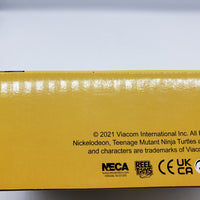 © 2021 Viacom International Inc. All
Nickelodeon, Teenage Mutant Ninja Turtles
and characters are trademarks of Viac
NECA
REEL
TOYS
CE UK
CA